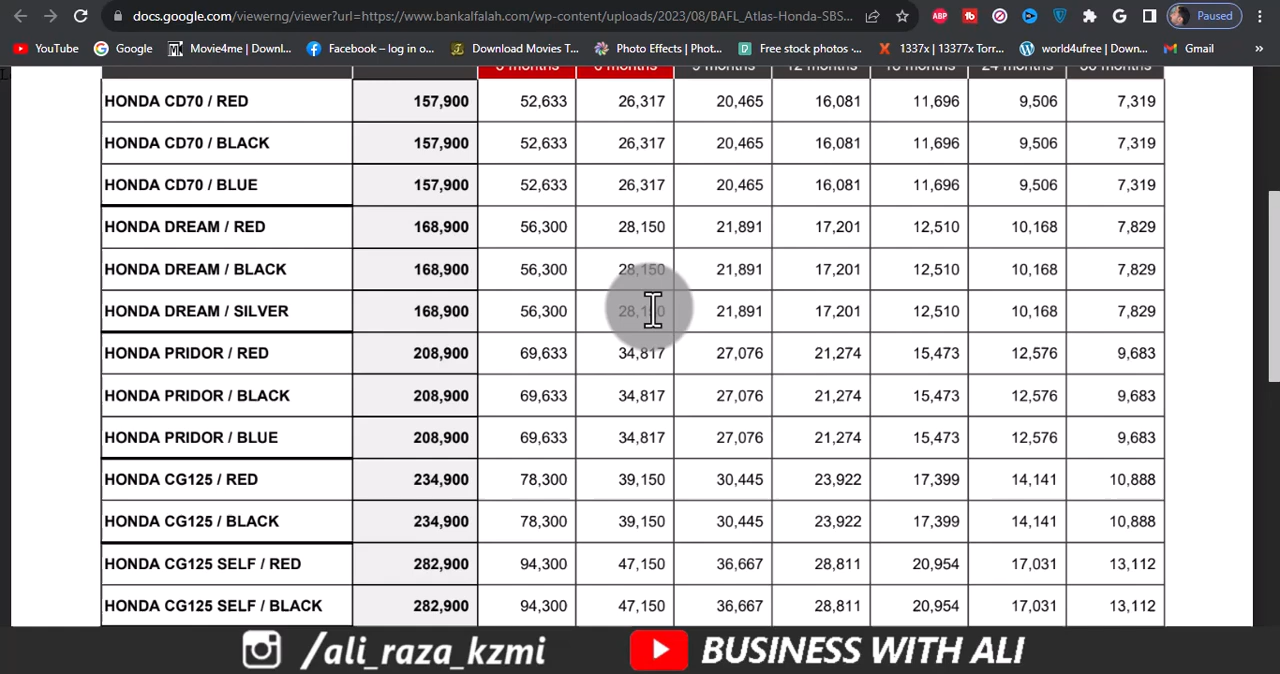 docs.google.com/viewerng/viewer?url=https://www.bankalfalah.com/wp-content/uploads/2023/08/BAFL_Atlas-Honda-SBS...
ABP
Paused
YouTube Google Movie4me | Downl... Facebook – log in o... Download Movies T... Photo Effects | Phot... Free stock photos -... 1337x | 13377x Torr... world4ufree | Down... Gmail »
3 months 6 months 9 months 12 months 18 months 24 months 36 months
HONDA CD70 / RED 157,900 52,633 26,317 20,465 16,081 11,696 9,506 7,319
HONDA CD70 / BLACK 157,900 52,633 26,317 20,465 16,081 11,696 9,506 7,319
HONDA CD70 / BLUE 157,900 52,633 26,317 20,465 16,081 11,696 9,506 7,319
HONDA DREAM / RED 168,900 56,300 28,150 21,891 17,201 12,510 10,168 7,829
HONDA DREAM / BLACK 168,900 56,300 28,150 21,891 17,201 12,510 10,168 7,829
HONDA DREAM / SILVER 168,900 56,300 28,150 21,891 17,201 12,510 10,168 7,829
HONDA PRIDOR / RED 208,900 69,633 34,817 27,076 21,274 15,473 12,576 9,683
HONDA PRIDOR / BLACK 208,900 69,633 34,817 27,076 21,274 15,473 12,576 9,683
HONDA PRIDOR / BLUE 208,900 69,633 34,817 27,076 21,274 15,473 12,576 9,683
HONDA CG125 / RED 234,900 78,300 39,150 30,445 23,922 17,399 14,141 10,888
HONDA CG125 / BLACK 234,900 78,300 39,150 30,445 23,922 17,399 14,141 10,888
HONDA CG125 SELF / RED 282,900 94,300 47,150 36,667 28,811 20,954 17,031 13,112
HONDA CG125 SELF / BLACK 282,900 94,300 47,150 36,667 28,811 20,954 17,031 13,112
/ali_raza_kzmi BUSINESS WITH ALI